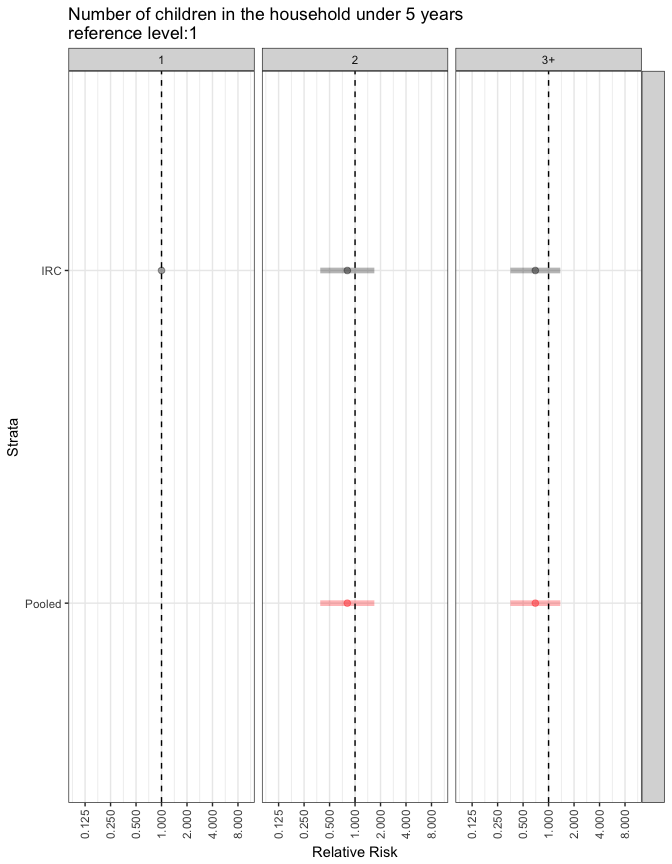 Number of children in the household under 5 years
reference level:1
1
2
3+
IRC
Pooled
Strata
0.125 0.250 0.500 1.000 2.000 4.000 8.000
0.125 0.250 0.500 1.000 2.000 4.000 8.000
0.125 0.250 0.500 1.000 2.000 4.000 8.000
Relative Risk